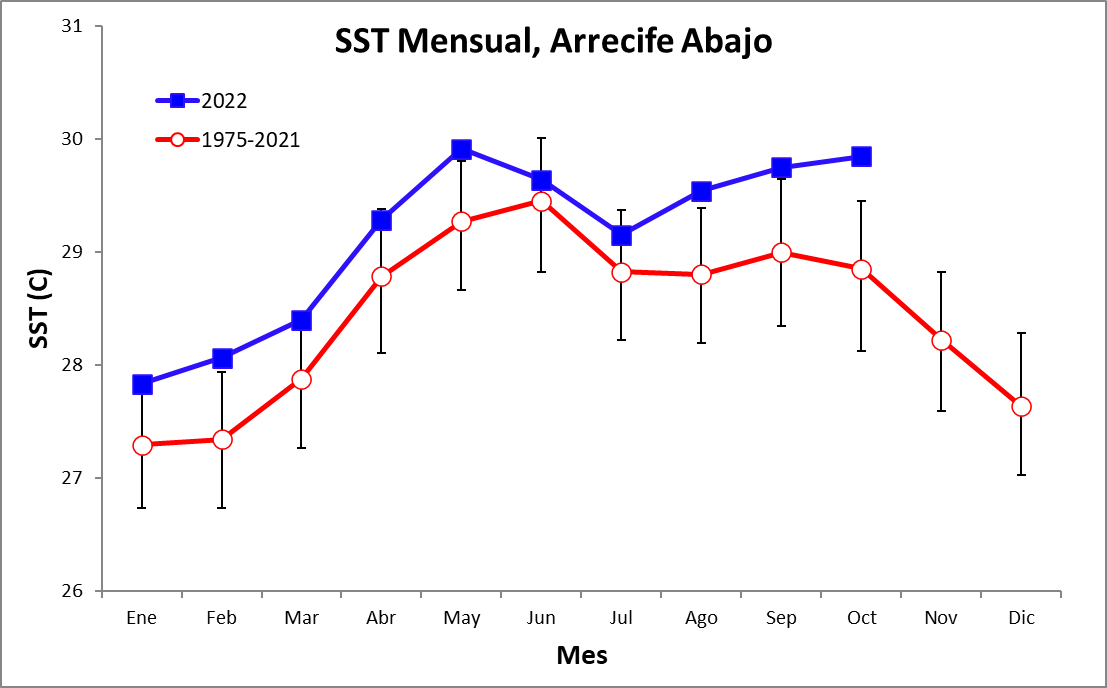 SST Mensual, Arrecife Abajo
2022
1975-2021
31
30
29
28
27
26
SST (C)
Ene Feb Mar Abr May Jun Jul Ago Sep Oct Nov Dic
Mes